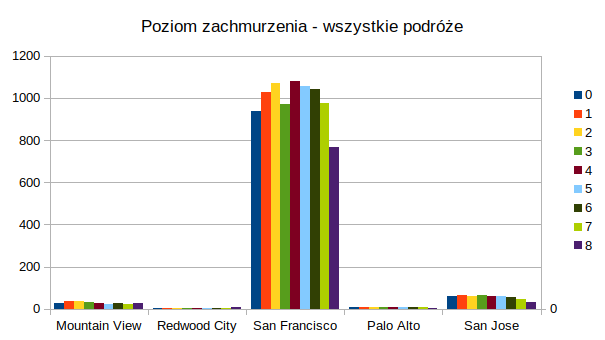 Poziom zachmurzenia - wszystkie podróże
1200
1000
800
600
400
200
0
0
Mountain View
Redwood City
San Francisco
Palo Alto
San Jose
0
1
2
3
4
5
6
7
8